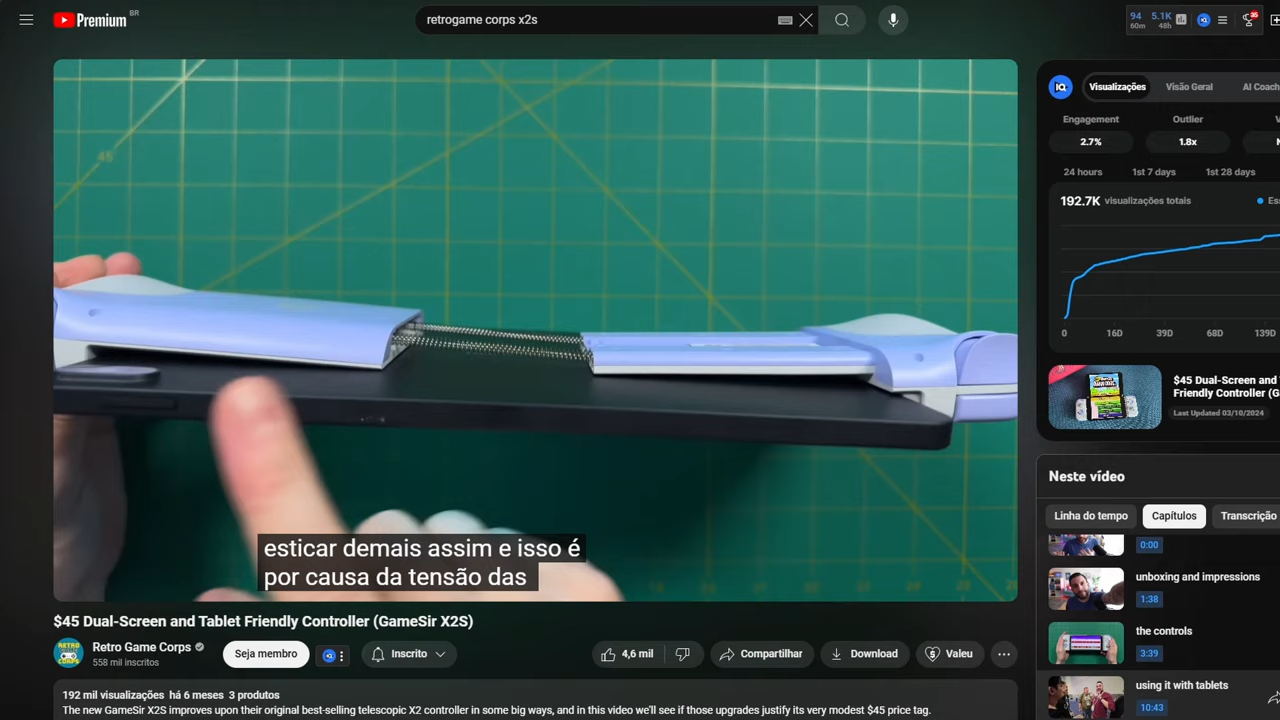 Premium BR
retrogame corps x2s
94 5.1K
60m 48h
35
45
esticar demais assim e isso é
por causa da tensão das
$45 Dual-Screen and Tablet Friendly Controller (GameSir X2S)
Retro Game Corps
558 mil inscritos
Seja membro
Inscrito
4,6 mil
Compartilhar
Download
Valeu
192 mil visualizações há 6 meses 3 produtos
The new GameSir X2S improves upon their original best-selling telescopic X2 controller in some big ways, and in this video we'll see if those upgrades justify its very modest $45 price tag.
IQ
Visualizações
Visão Geral
AI Coach
Engagement
Outlier
2.7%
1.8x
24 hours
1st 7 days
1st 28 days
192.7K visualizações totais
0 16D 39D 68D 139D
$45 Dual-Screen and
Friendly Controller (G
Last Updated 03/10/2024
Neste vídeo
Linha do tempo
Capítulos
Transcrição
0:00
unboxing and impressions
1:38
the controls
3:39
using it with tablets
10:43